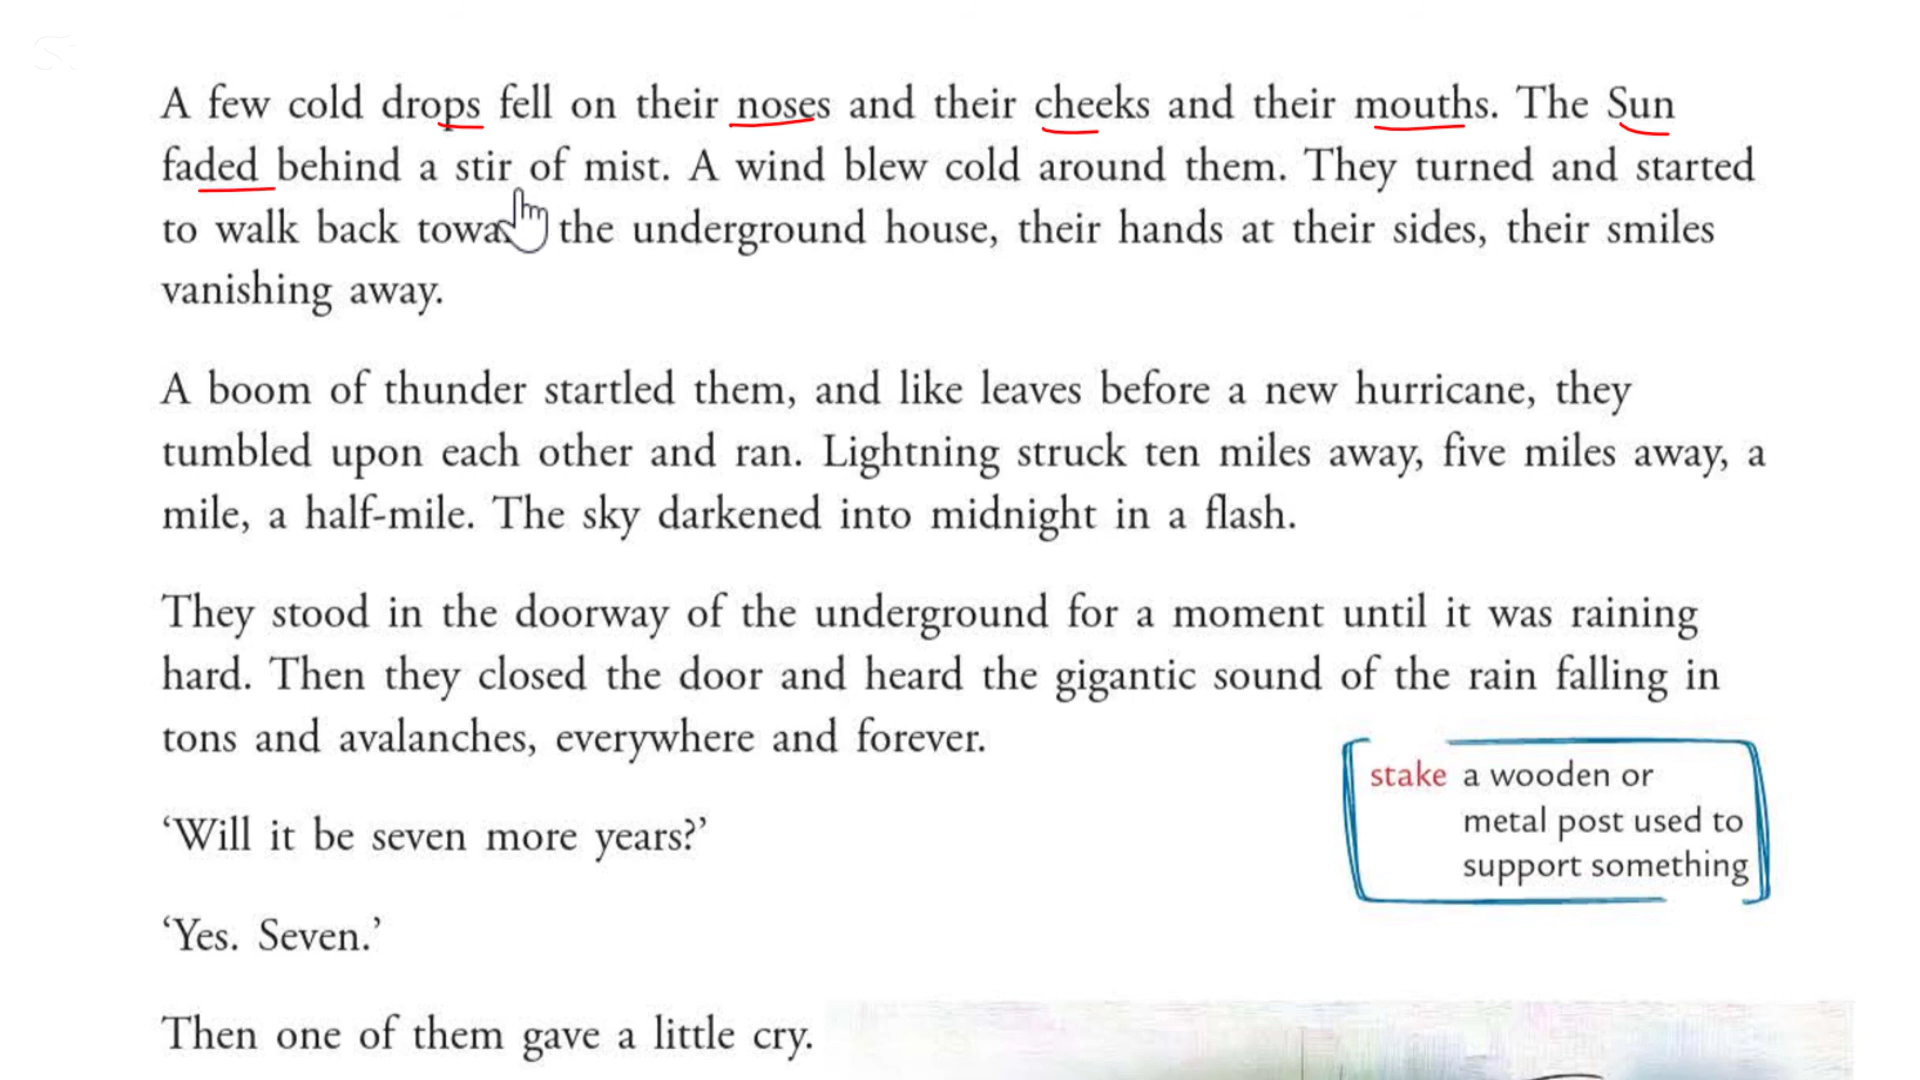 A few cold drops fell on their noses and their cheeks and their mouths. The Sun
faded behind a stir of mist. A wind blew cold around them. They turned and started
to walk back the underground house, their hands at their sides, their smiles
vanishing away.
A boom of thunder startled them, and like leaves before a new hurricane, they
tumbled upon each other and ran. Lightning struck ten miles away, five miles away, a
mile, a half-mile. The sky darkened into midnight in a flash.
They stood in the doorway of the underground for a moment until it was raining
hard. Then they closed the door and heard the gigantic sound of the rain falling in
tons and avalanches, everywhere and forever.
stake a wooden or
metal post used to
support something
‘Will it be seven more years?’
‘Yes. Seven.’
Then one of them gave a little cry.